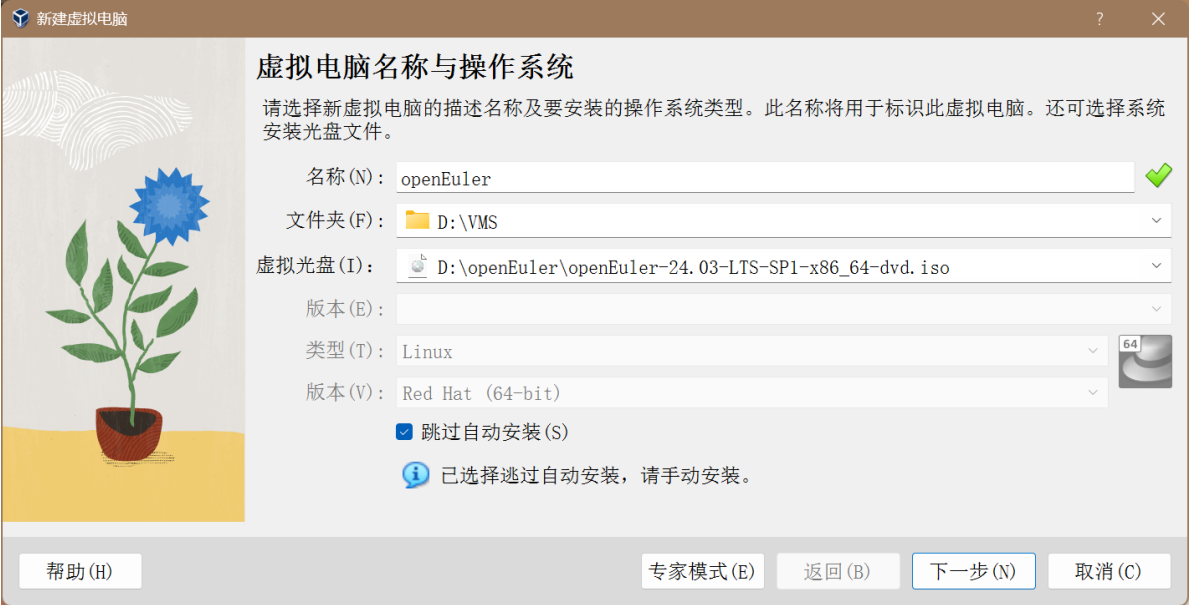 新建虚拟电脑
?
虚拟电脑名称与操作系统
请选择新虚拟电脑的描述名称及要安装的操作系统类型。此名称将用于标识此虚拟电脑。还可选择系统
安装光盘文件。
名称(N): openEuler
文件夹(F): D:\VMS
虚拟光盘(I): D:\openEuler\openEuler-24.03-LTS-SP1-x86_64-dvd.iso
版本(E):
类型(T): Linux
64
版本(V): Red Hat (64-bit)
跳过自动安装(S)
已选择逃过自动安装，请手动安装。
帮助(H) 专家模式(E) 返回(B) 下一步(N) 取消(C)